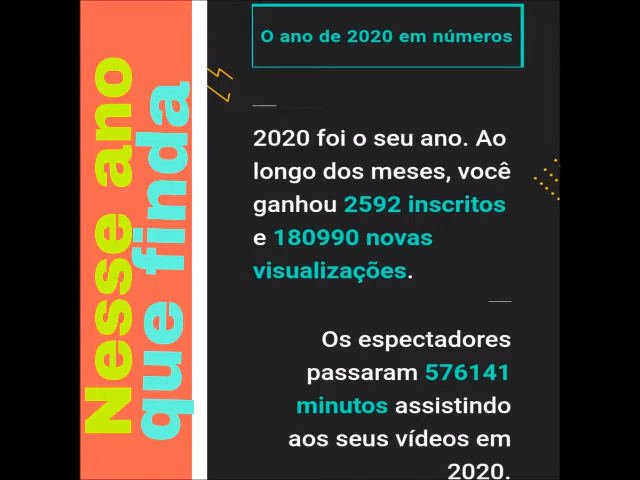 Nesse ano
que finda
O ano de 2020 em números
2020 foi o seu ano. Ao
longo dos meses, você
ganhou 2592 inscritos
e 180990 novas
visualizações.
Os espectadores
passaram 576141
minutos assistindo
aos seus vídeos em
2020.